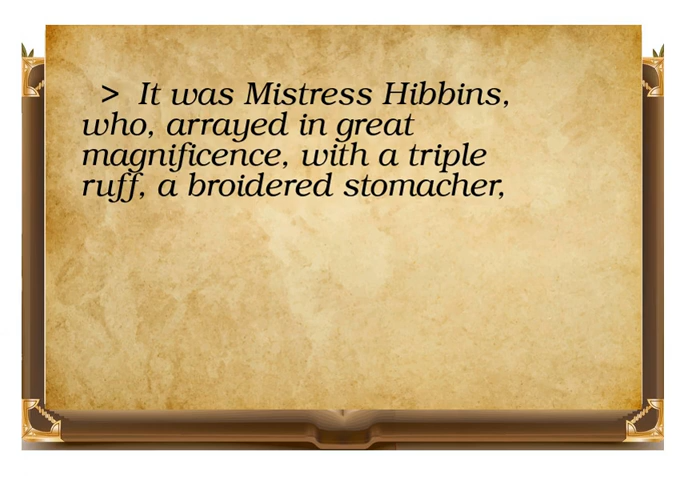 > It was Mistress Hibbins,
who, arrayed in great
magnificence, with a triple
ruff, a broidered stomacher,